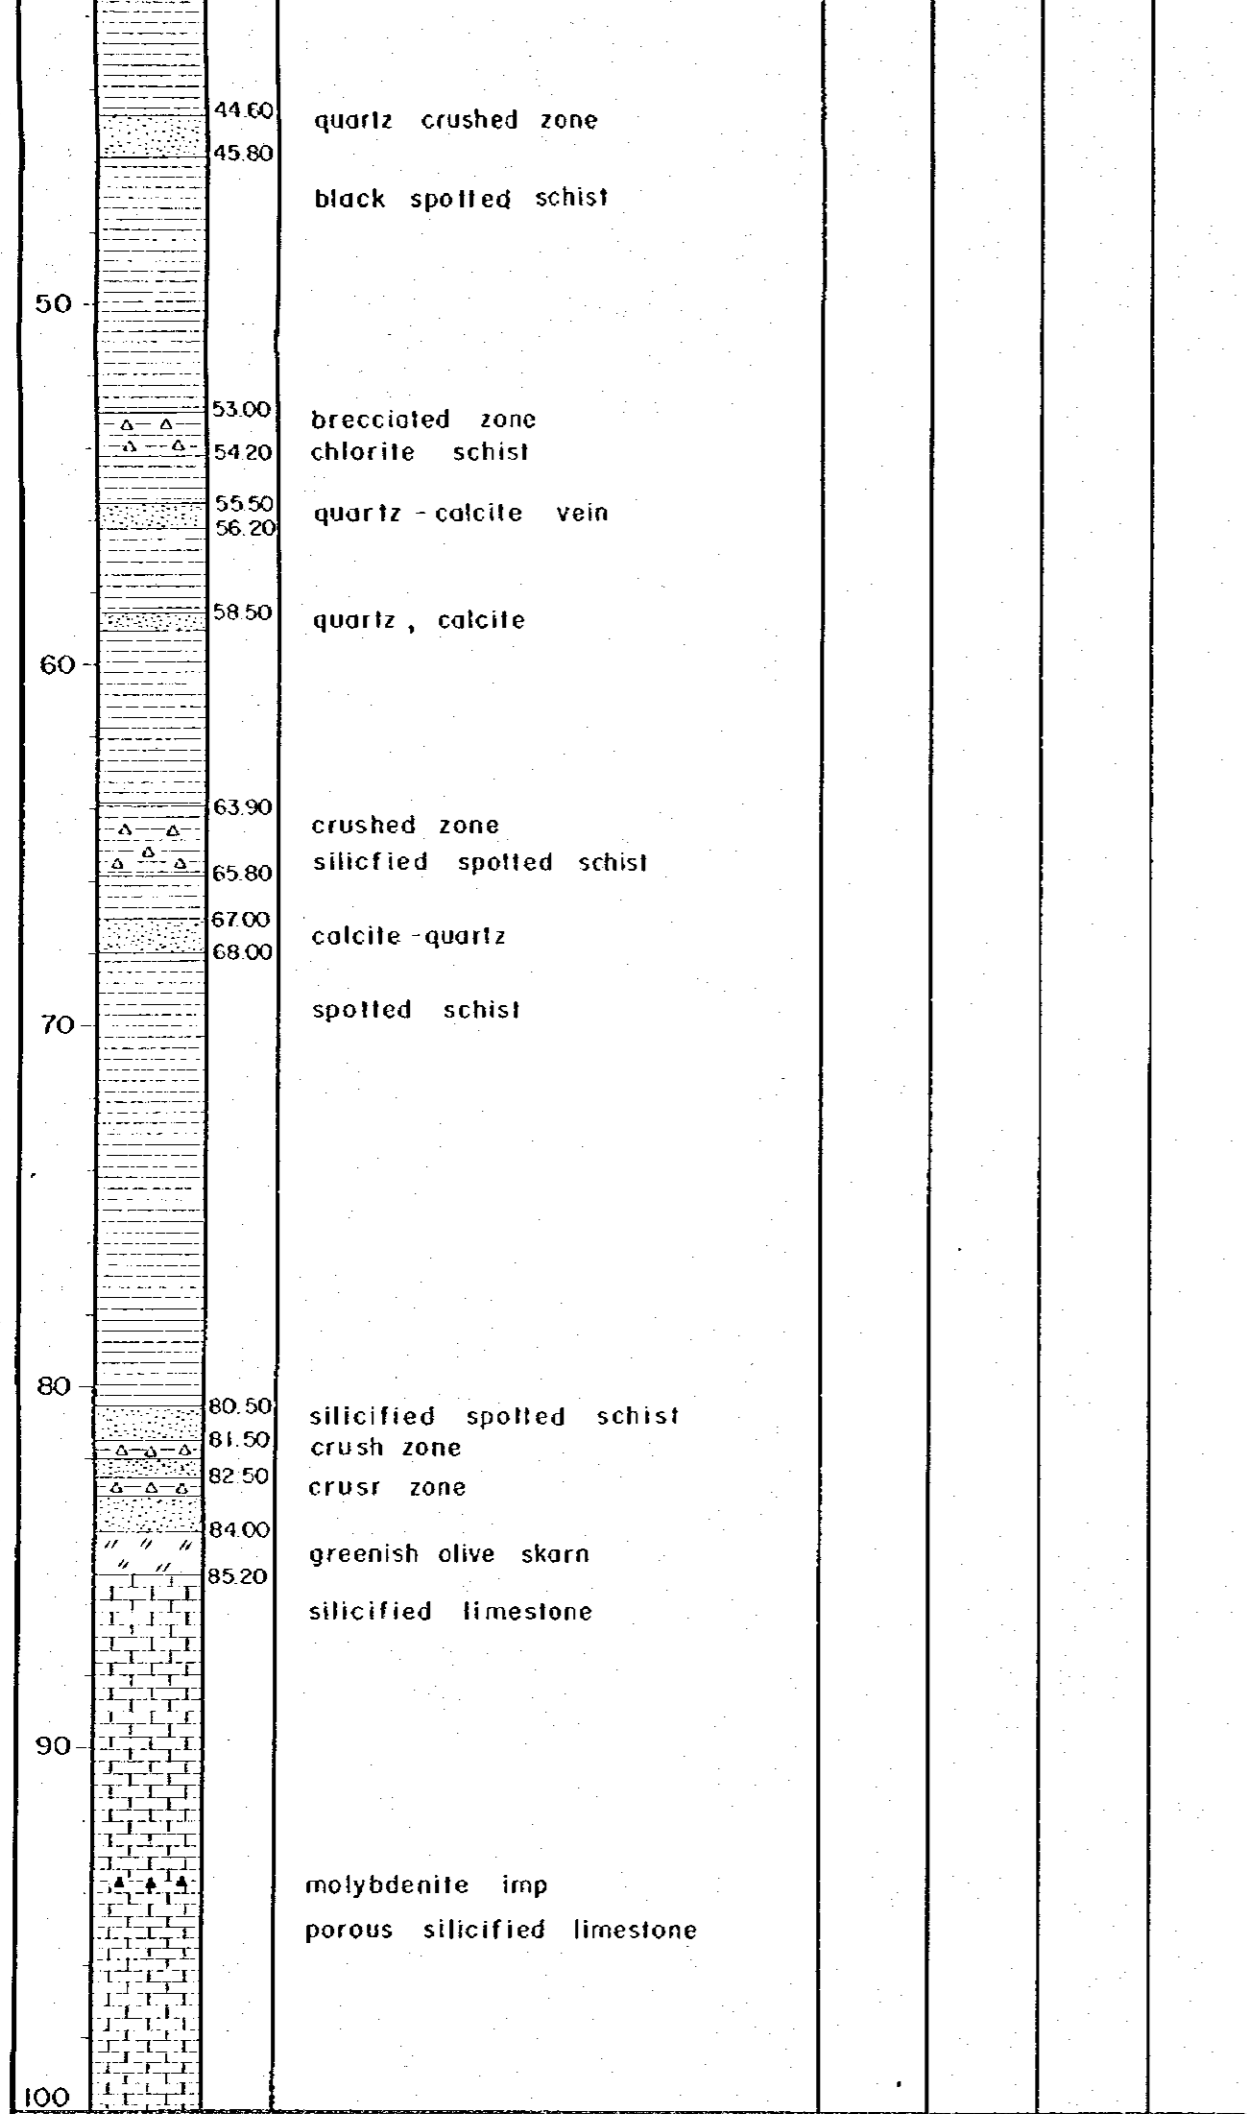 44.60
quartz crushed zone
45.80
black spotted schist
50
53.00
brecciated zone
54.20
chlorite schist
55.50
quartz - calcite vein
56.20
58.50
quartz , calcite
60
63.90
crushed zone
silicfied spotted schist
65.80
67.00
calcite - quartz
68.00
spotted schist
70
80
80.50
silicified spotted schist
81.50
crush zone
82.50
crusr zone
84.00
greenish olive skarn
85.20
silicified limestone
90
molybdenite imp
porous silicified limestone
100